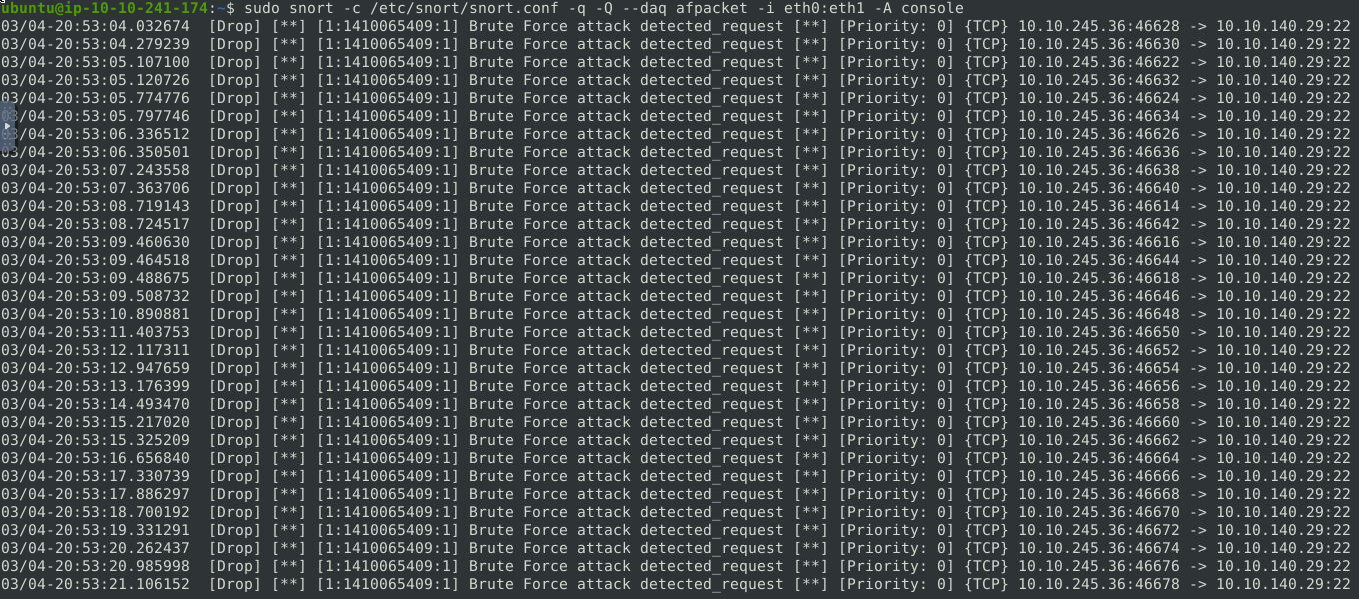 ubuntu@ip-10-10-241-174:~$ sudo snort -c /etc/snort/snort.conf -q -Q --daq afpacket -i eth0:eth1 -A console
03/04-20:53:04.032674  [Drop] [**] [1:1410065409:1] Brute Force attack detected_request [**] [Priority: 0] {TCP} 10.10.245.36:46628 -> 10.10.140.29:22
03/04-20:53:04.279239  [Drop] [**] [1:1410065409:1] Brute Force attack detected_request [**] [Priority: 0] {TCP} 10.10.245.36:46630 -> 10.10.140.29:22
03/04-20:53:05.107100  [Drop] [**] [1:1410065409:1] Brute Force attack detected_request [**] [Priority: 0] {TCP} 10.10.245.36:46622 -> 10.10.140.29:22
03/04-20:53:05.120726  [Drop] [**] [1:1410065409:1] Brute Force attack detected_request [**] [Priority: 0] {TCP} 10.10.245.36:46632 -> 10.10.140.29:22
03/04-20:53:05.774776  [Drop] [**] [1:1410065409:1] Brute Force attack detected_request [**] [Priority: 0] {TCP} 10.10.245.36:46624 -> 10.10.140.29:22
03/04-20:53:05.797746  [Drop] [**] [1:1410065409:1] Brute Force attack detected_request [**] [Priority: 0] {TCP} 10.10.245.36:46634 -> 10.10.140.29:22
03/04-20:53:06.336512  [Drop] [**] [1:1410065409:1] Brute Force attack detected_request [**] [Priority: 0] {TCP} 10.10.245.36:46626 -> 10.10.140.29:22
03/04-20:53:06.350501  [Drop] [**] [1:1410065409:1] Brute Force attack detected_request [**] [Priority: 0] {TCP} 10.10.245.36:46636 -> 10.10.140.29:22
03/04-20:53:07.243558  [Drop] [**] [1:1410065409:1] Brute Force attack detected_request [**] [Priority: 0] {TCP} 10.10.245.36:46638 -> 10.10.140.29:22
03/04-20:53:07.363706  [Drop] [**] [1:1410065409:1] Brute Force attack detected_request [**] [Priority: 0] {TCP} 10.10.245.36:46640 -> 10.10.140.29:22
03/04-20:53:08.719143  [Drop] [**] [1:1410065409:1] Brute Force attack detected_request [**] [Priority: 0] {TCP} 10.10.245.36:46614 -> 10.10.140.29:22
03/04-20:53:08.724517  [Drop] [**] [1:1410065409:1] Brute Force attack detected_request [**] [Priority: 0] {TCP} 10.10.245.36:46642 -> 10.10.140.29:22
03/04-20:53:09.460630  [Drop] [**] [1:1410065409:1] Brute Force attack detected_request [**] [Priority: 0] {TCP} 10.10.245.36:46616 -> 10.10.140.29:22
03/04-20:53:09.464518  [Drop] [**] [1:1410065409:1] Brute Force attack detected_request [**] [Priority: 0] {TCP} 10.10.245.36:46644 -> 10.10.140.29:22
03/04-20:53:09.488675  [Drop] [**] [1:1410065409:1] Brute Force attack detected_request [**] [Priority: 0] {TCP} 10.10.245.36:46618 -> 10.10.140.29:22
03/04-20:53:09.508732  [Drop] [**] [1:1410065409:1] Brute Force attack detected_request [**] [Priority: 0] {TCP} 10.10.245.36:46646 -> 10.10.140.29:22
03/04-20:53:10.890881  [Drop] [**] [1:1410065409:1] Brute Force attack detected_request [**] [Priority: 0] {TCP} 10.10.245.36:46648 -> 10.10.140.29:22
03/04-20:53:11.403753  [Drop] [**] [1:1410065409:1] Brute Force attack detected_request [**] [Priority: 0] {TCP} 10.10.245.36:46650 -> 10.10.140.29:22
03/04-20:53:12.117311  [Drop] [**] [1:1410065409:1] Brute Force attack detected_request [**] [Priority: 0] {TCP} 10.10.245.36:46652 -> 10.10.140.29:22
03/04-20:53:12.947659  [Drop] [**] [1:1410065409:1] Brute Force attack detected_request [**] [Priority: 0] {TCP} 10.10.245.36:46654 -> 10.10.140.29:22
03/04-20:53:13.176399  [Drop] [**] [1:1410065409:1] Brute Force attack detected_request [**] [Priority: 0] {TCP} 10.10.245.36:46656 -> 10.10.140.29:22
03/04-20:53:14.493470  [Drop] [**] [1:1410065409:1] Brute Force attack detected_request [**] [Priority: 0] {TCP} 10.10.245.36:46658 -> 10.10.140.29:22
03/04-20:53:15.217020  [Drop] [**] [1:1410065409:1] Brute Force attack detected_request [**] [Priority: 0] {TCP} 10.10.245.36:46660 -> 10.10.140.29:22
03/04-20:53:15.325209  [Drop] [**] [1:1410065409:1] Brute Force attack detected_request [**] [Priority: 0] {TCP} 10.10.245.36:46662 -> 10.10.140.29:22
03/04-20:53:16.656840  [Drop] [**] [1:1410065409:1] Brute Force attack detected_request [**] [Priority: 0] {TCP} 10.10.245.36:46664 -> 10.10.140.29:22
03/04-20:53:17.330739  [Drop] [**] [1:1410065409:1] Brute Force attack detected_request [**] [Priority: 0] {TCP} 10.10.245.36:46666 -> 10.10.140.29:22
03/04-20:53:17.886297  [Drop] [**] [1:1410065409:1] Brute Force attack detected_request [**] [Priority: 0] {TCP} 10.10.245.36:46668 -> 10.10.140.29:22
03/04-20:53:18.700192  [Drop] [**] [1:1410065409:1] Brute Force attack detected_request [**] [Priority: 0] {TCP} 10.10.245.36:46670 -> 10.10.140.29:22
03/04-20:53:19.331291  [Drop] [**] [1:1410065409:1] Brute Force attack detected_request [**] [Priority: 0] {TCP} 10.10.245.36:46672 -> 10.10.140.29:22
03/04-20:53:20.262437  [Drop] [**] [1:1410065409:1] Brute Force attack detected_request [**] [Priority: 0] {TCP} 10.10.245.36:46674 -> 10.10.140.29:22
03/04-20:53:20.985998  [Drop] [**] [1:1410065409:1] Brute Force attack detected_request [**] [Priority: 0] {TCP} 10.10.245.36:46676 -> 10.10.140.29:22
03/04-20:53:21.106152  [Drop] [**] [1:1410065409:1] Brute Force attack detected_request [**] [Priority: 0] {TCP} 10.10.245.36:46678 -> 10.10.140.29:22